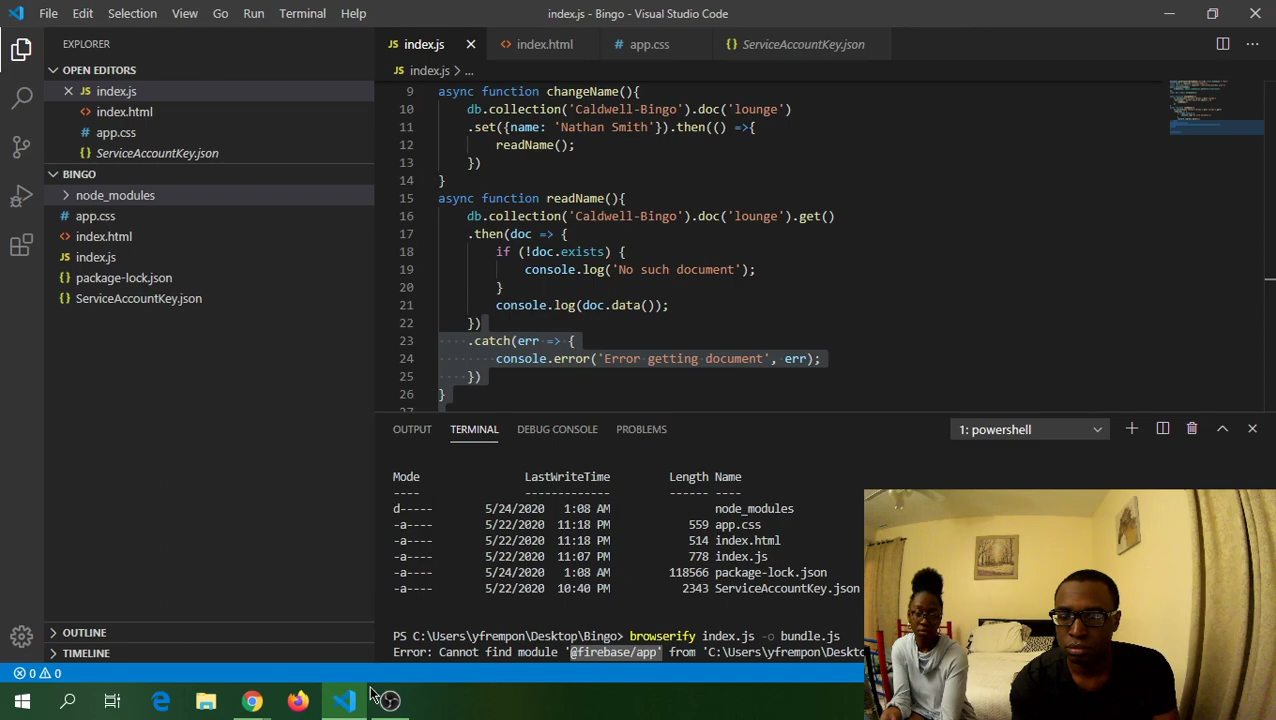 File Edit Selection View Go Run Terminal Help
index.js - Bingo - Visual Studio Code
EXPLORER
OPEN EDITORS
JS index.js
<> index.html
# app.css
{} ServiceAccountKey.json
BINGO
node_modules
# app.css
<> index.html
JS index.js
{} package-lock.json
{} ServiceAccountKey.json
OUTLINE
TIMELINE
JS index.js
<> index.html
# app.css
{} ServiceAccountKey.json
JS index.js > ...
9 async function changeName(){
10 db.collection('Caldwell-Bingo').doc('lounge')
11 .set({name: 'Nathan Smith'}).then(() =>{
12 readName();
13 })
14 }
15 async function readName(){
16 db.collection('Caldwell-Bingo').doc('lounge').get()
17 .then(doc => {
18 if (!doc.exists) {
19 console.log('No such document');
20 }
21 console.log(doc.data());
22 })
23 ....catch(err => {
24 console.error('Error getting document', err);
25 })
26 }
27
OUTPUT TERMINAL DEBUG CONSOLE PROBLEMS
1: powershell
Mode LastWriteTime Length Name
---- ------------- ------ ----
d----- 5/24/2020 1:08 AM node_modules
-a---- 5/22/2020 11:18 PM 559 app.css
-a---- 5/22/2020 11:18 PM 514 index.html
-a---- 5/22/2020 11:07 PM 778 index.js
-a---- 5/24/2020 1:08 AM 118566 package-lock.json
-a---- 5/22/2020 10:40 PM 2343 ServiceAccountKey.json
PS C:\Users\yfrempon\Desktop\Bingo> browserify index.js -o bundle.js
Error: Cannot find module '@firebase/app' from 'C:\Users\yfrempon\Deskto
0 0